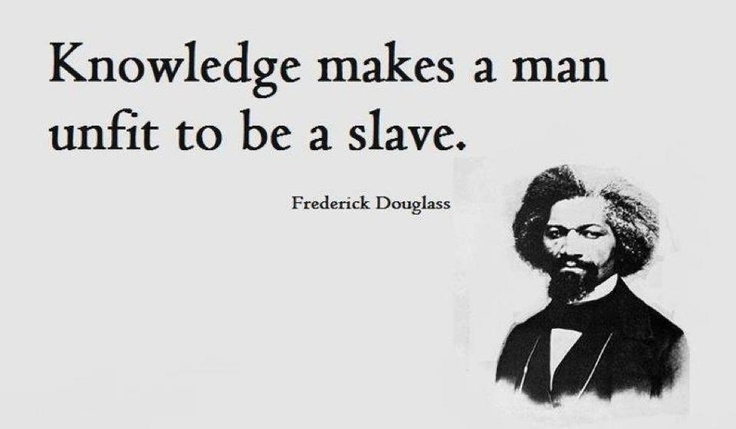 Knowledge makes a man
unfit to be a slave.
Frederick Douglass